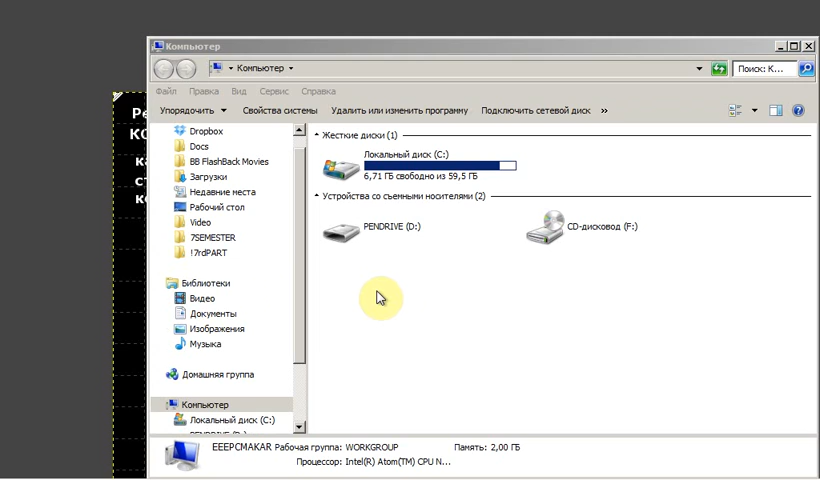 Компьютер
Компьютер
Поиск: К...
Файл Правка Вид Сервис Справка
Упорядочить Свойства системы Удалить или изменить программу Подключить сетевой диск »
Dropbox
Docs
BB FlashBack Movies
Загрузки
Недавние места
Рабочий стол
Video
7SEMESTER
!7rdPART
Библиотеки
Видео
Документы
Изображения
Музыка
Домашняя группа
Компьютер
Локальный диск (C:)
Жесткие диски (1)
Локальный диск (C:)
6,71 ГБ свободно из 59,5 ГБ
Устройства со съемными носителями (2)
PENDRIVE (D:)
CD-дисковод (F:)
EEEPCMAKAR Рабочая группа: WORKGROUP Память: 2,00 ГБ
Процессор: Intel(R) Atom(TM) CPU N...